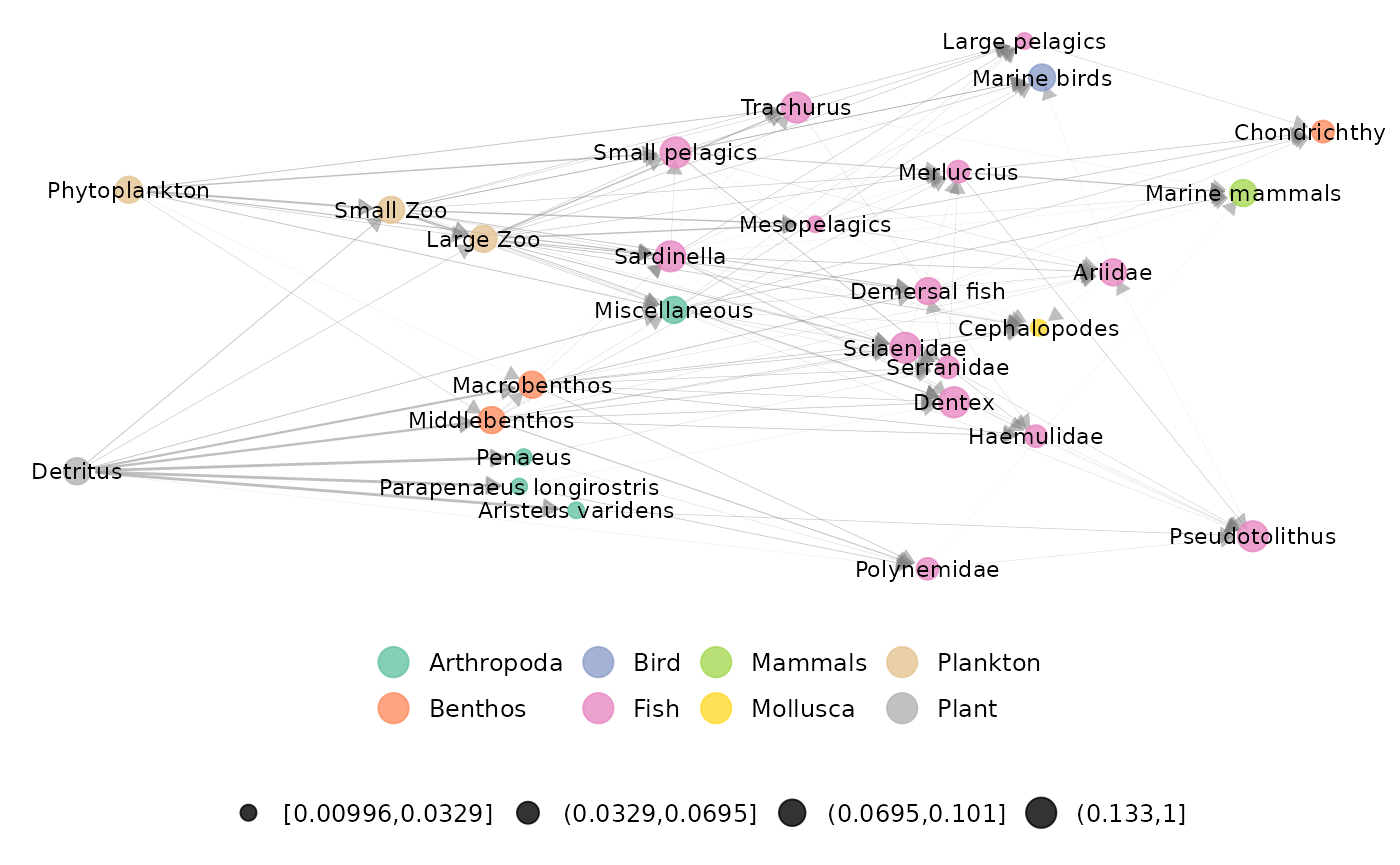 Large pelagics
Marine birds
Trachurus
Chondrichthy
Small pelagics
Merluccius
Phytoplankton
Marine mammals
Small Zoo
Mesopelagics
Large Zoo
Sardinella
Ariidae
Demersal fish
Miscellaneous
Cephalopodes
Sciaenidae
Serranidae
Macrobenthos
Dentex
Middlebenthos
Haemulidae
Penaeus
Detritus
Parapenaeus longirostris
Aristeus varidens
Pseudotolithus
Polynemidae
Arthropoda Bird Mammals Plankton
Benthos Fish Mollusca Plant
[0.00996,0.0329] (0.0329,0.0695] (0.0695,0.101] (0.133,1]